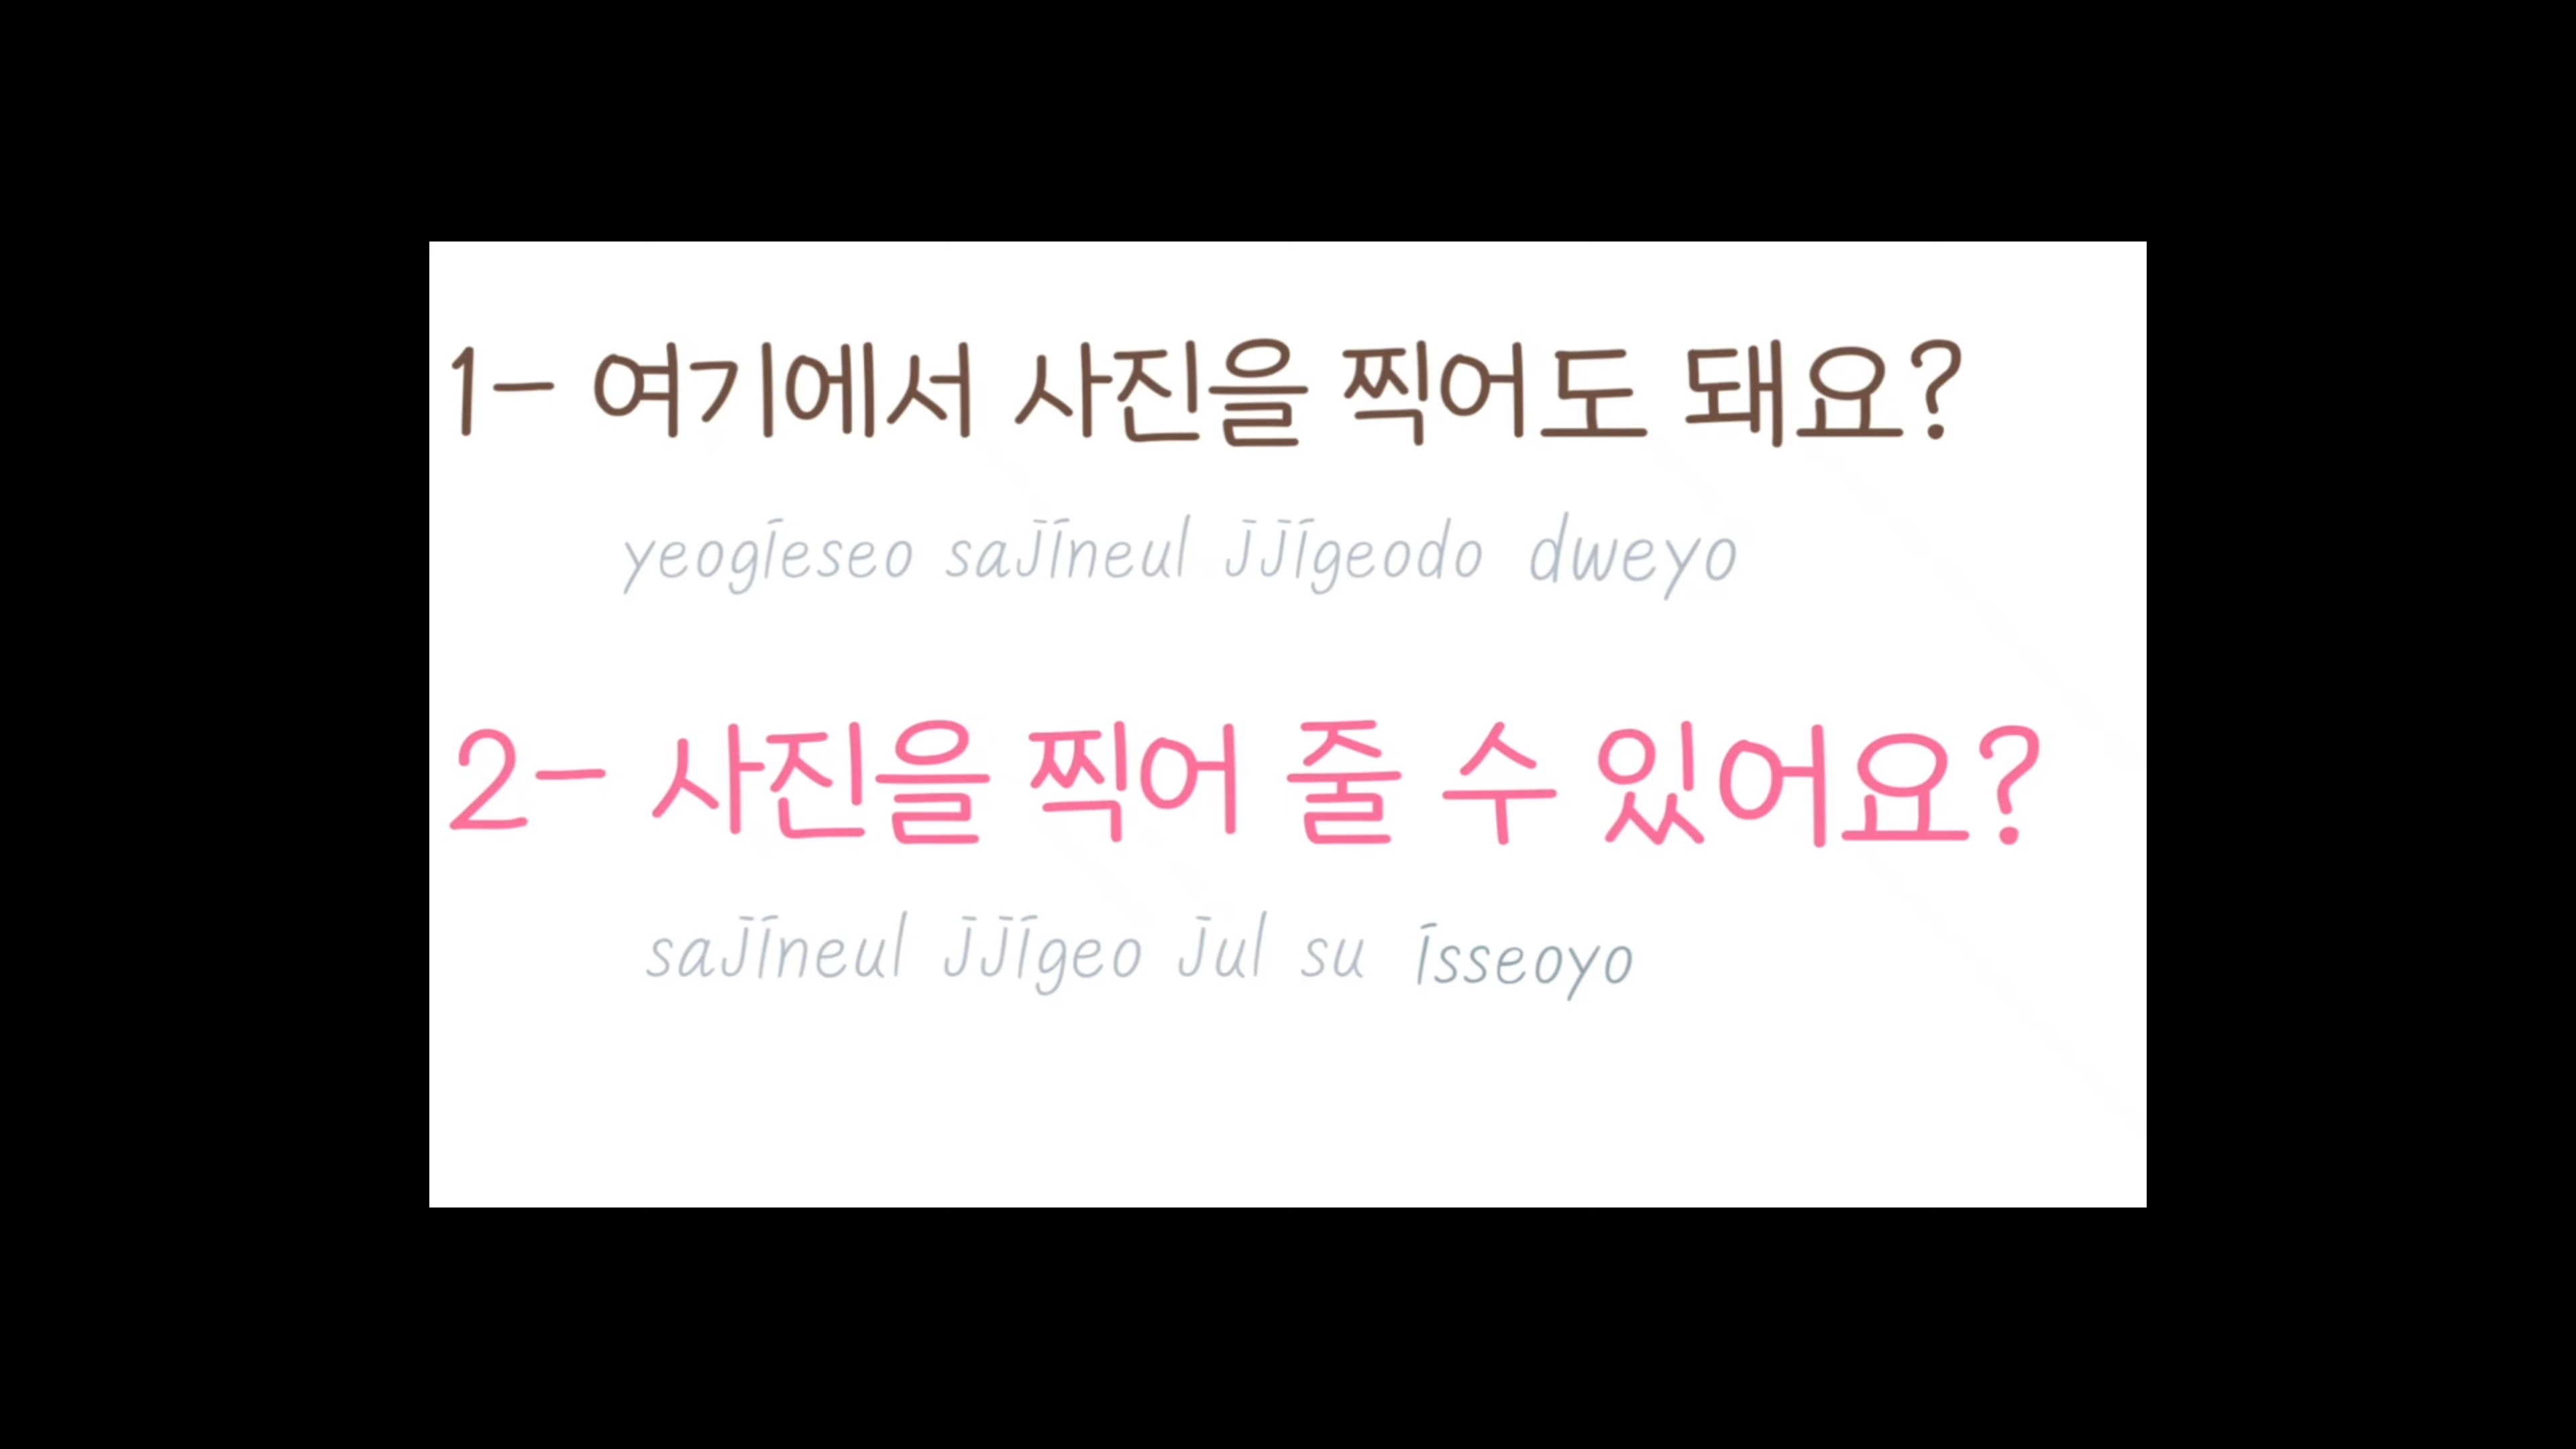 1- 여기에서 사진을 찍어도 돼요?
yeogieseo sajineul jjigeodo dweyo
2- 사진을 찍어 줄 수 있어요?
sajineul jjigeo jul su isseoyo